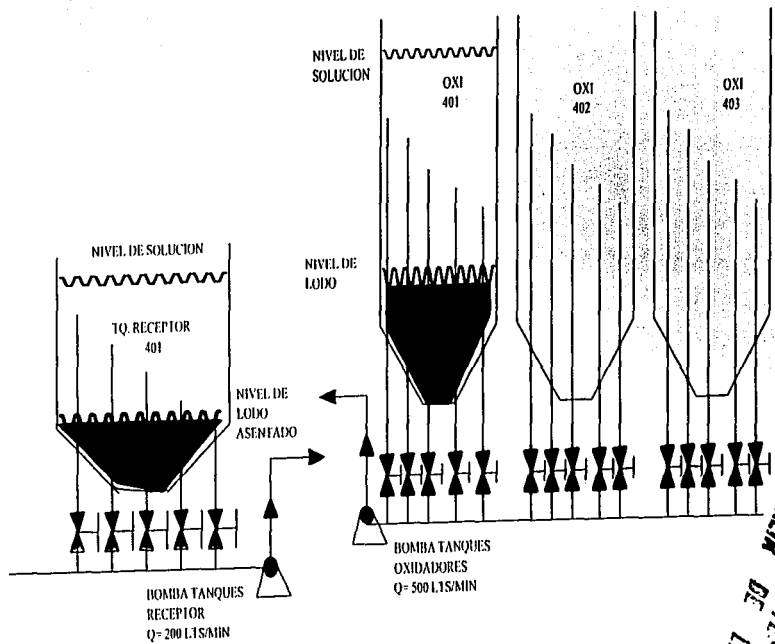 NIVEL DE
SOLUCION
OXI
401
OXI
402
OXI
403
NIVEL DE SOLUCION
NIVEL DE
LODO
TQ. RECEPTOR
401
NIVEL DE
LODO
ASENTADO
BOMBA TANQUES
OXIDADORES
Q= 500 LTS/MIN
BOMBA TANQUES
RECEPTOR
Q= 200 LTS/MIN
DE